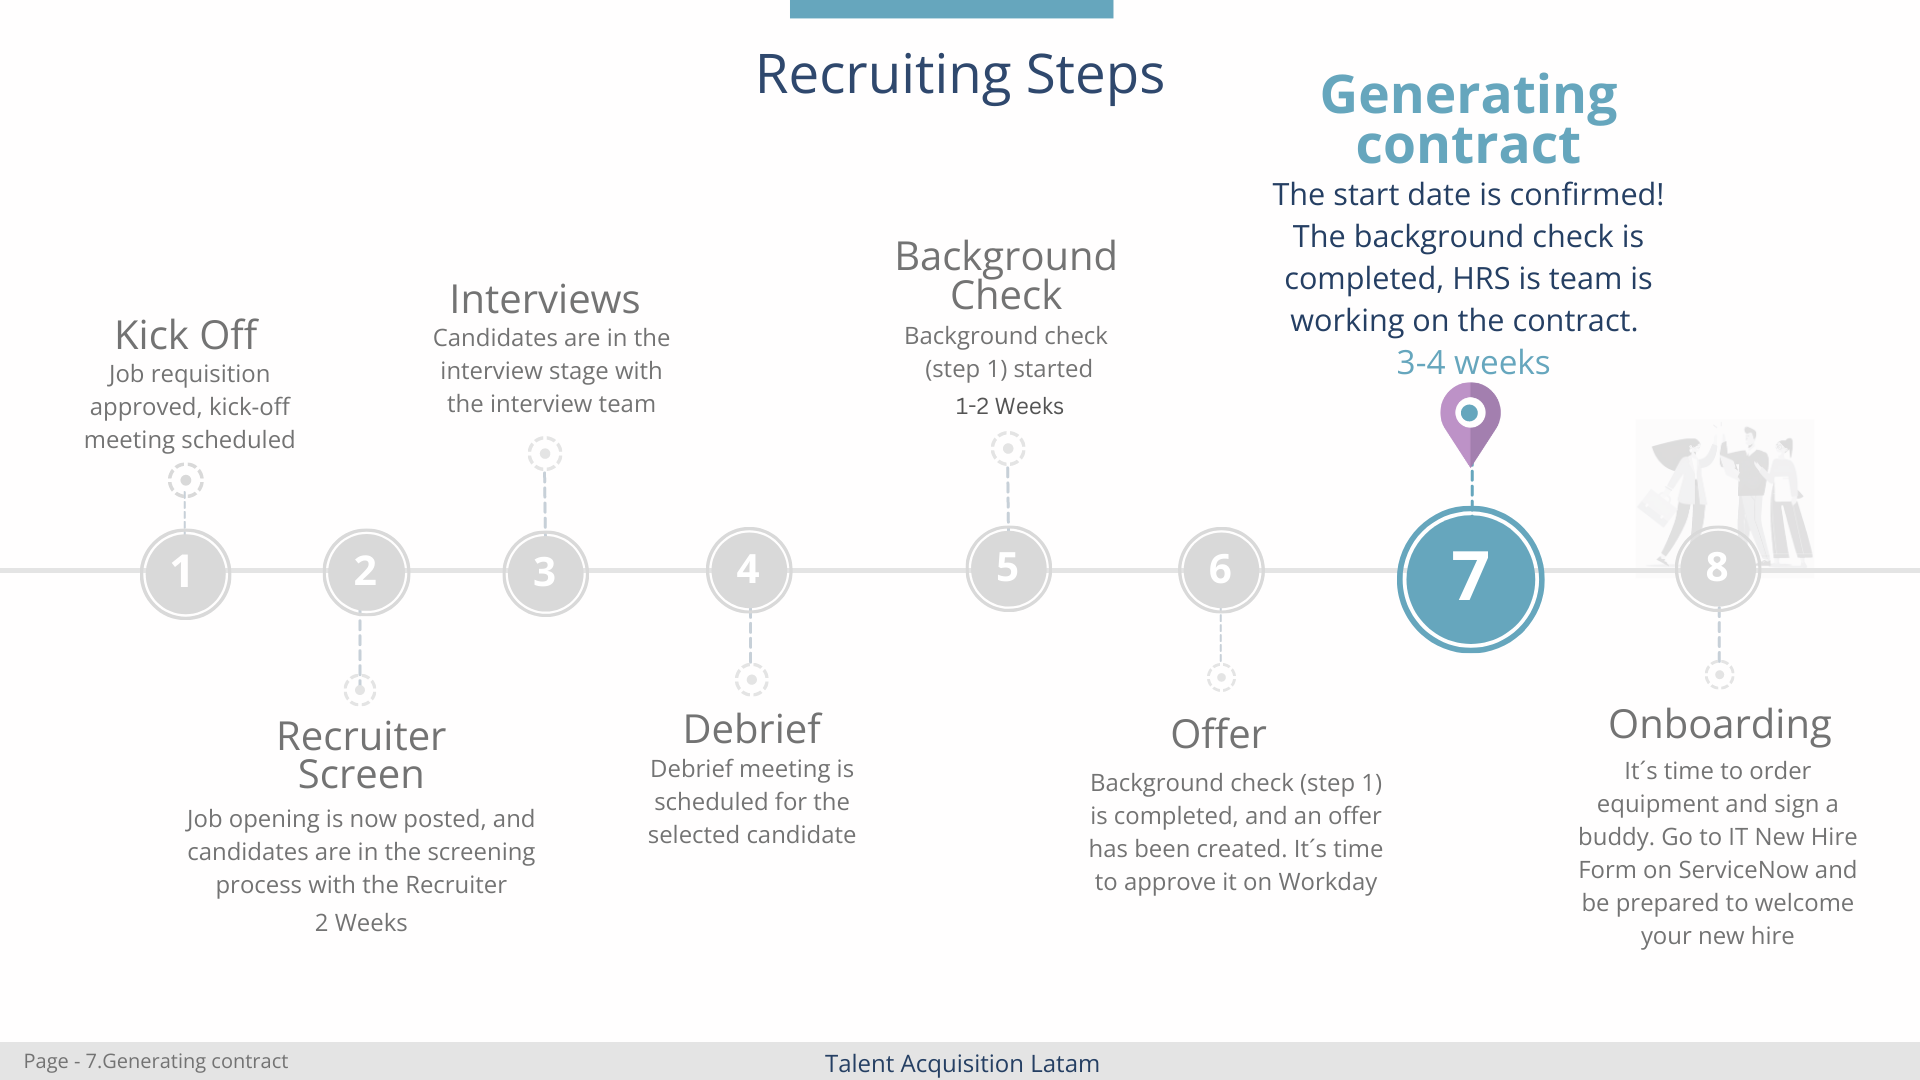 Recruiting Steps
Kick Off
Job requisition
approved, kick-off
meeting scheduled
1
2
Recruiter
Screen
Job opening is now posted, and
candidates are in the screening
process with the Recruiter
2 Weeks
Interviews
Candidates are in the
interview stage with
the interview team
3
4
Debrief
Debrief meeting is
scheduled for the
selected candidate
Background
Check
Background check
(step 1) started
1-2 Weeks
5
6
Offer
Background check (step 1)
is completed, and an offer
has been created. It´s time
to approve it on Workday
Generating
contract
The start date is confirmed!
The background check is
completed, HRS is team is
working on the contract.
3-4 weeks
7
8
Onboarding
It´s time to order
equipment and sign a
buddy. Go to IT New Hire
Form on ServiceNow and
be prepared to welcome
your new hire
Page - 7.Generating contract
Talent Acquisition Latam